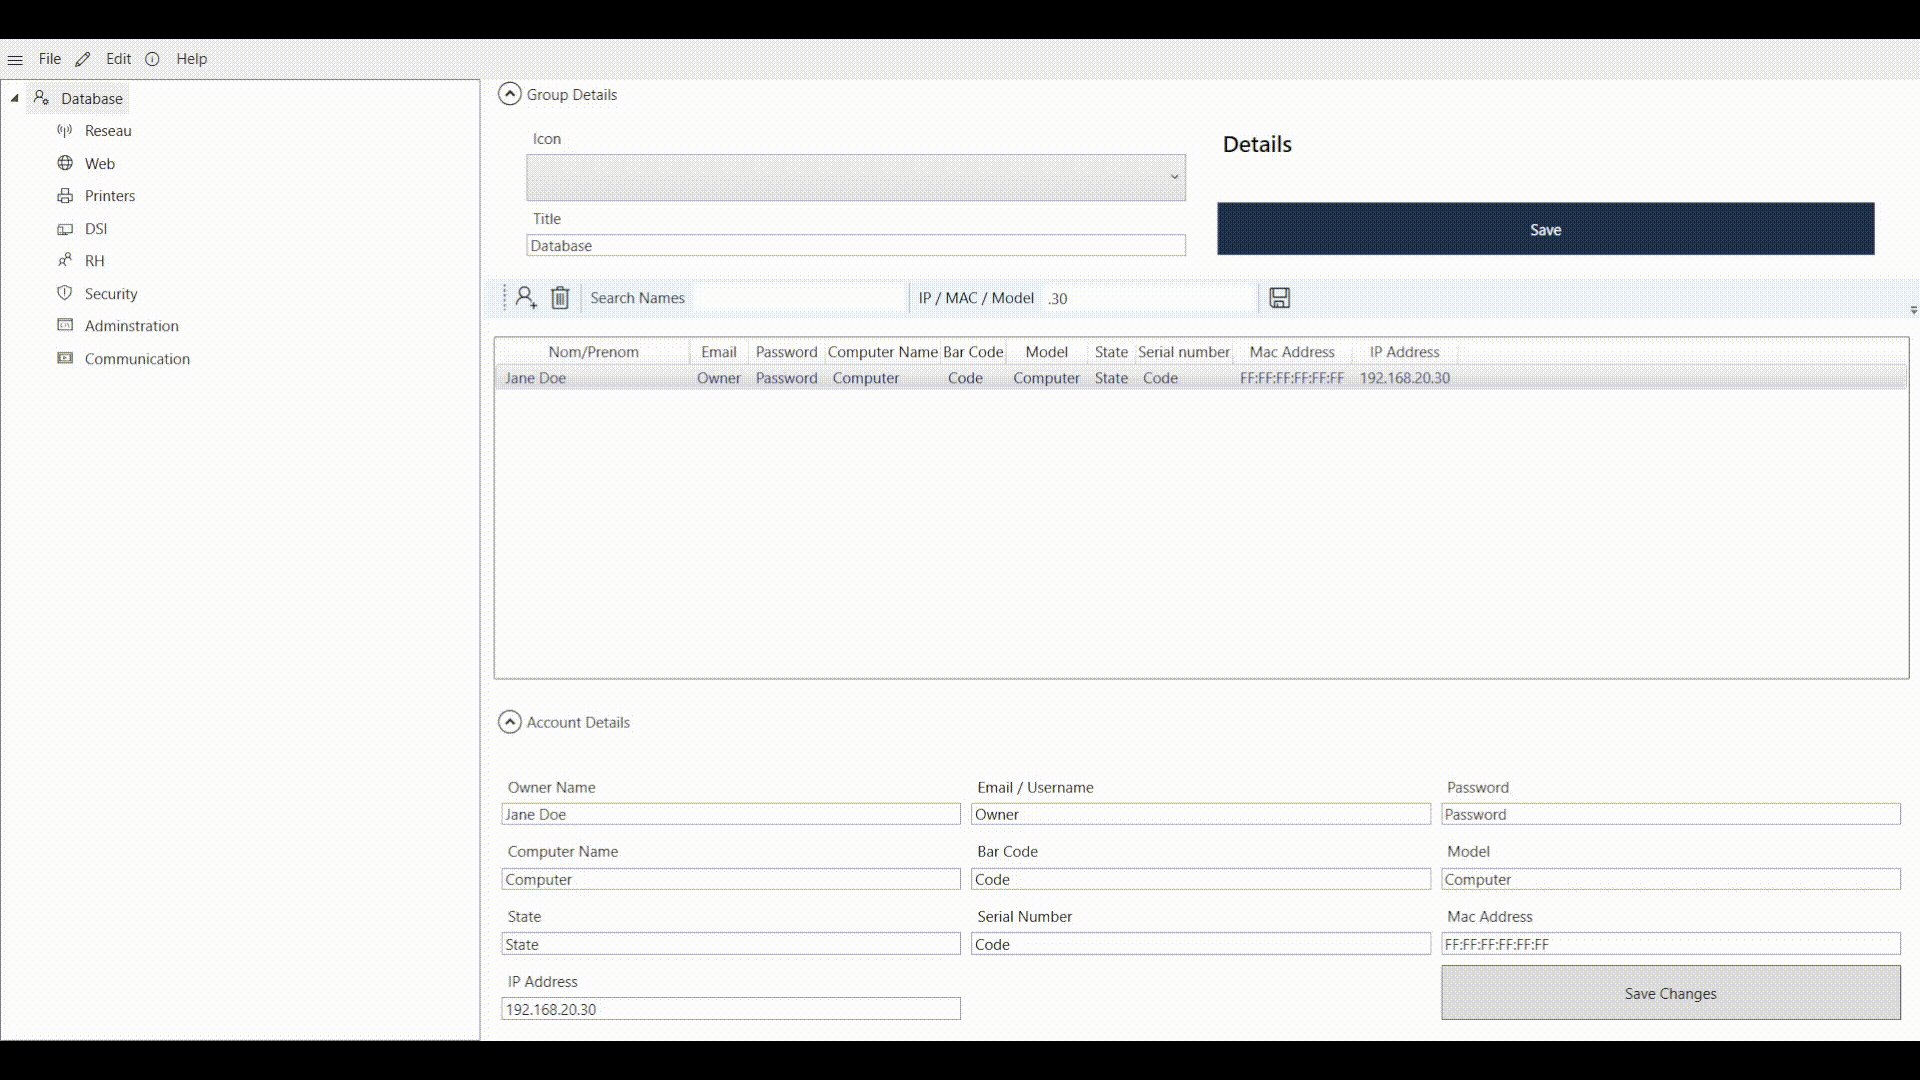 File Edit Help
Database
Reseau
Web
Printers
DSI
RH
Security
Adminstration
Communication
Group Details
Icon
Title
Database
Details
Save
Search Names IP / MAC / Model .30
Nom/Prenom Email Password Computer Name Bar Code Model State Serial number Mac Address IP Address
Jane Doe Owner Password Computer Code Computer State Code FF:FF:FF:FF:FF:FF 192.168.20.30
Account Details
Owner Name Email / Username Password
Jane Doe Owner Password
Computer Name Bar Code Model
Computer Code Computer
State Serial Number Mac Address
State Code FF:FF:FF:FF:FF:FF
IP Address
192.168.20.30
Save Changes